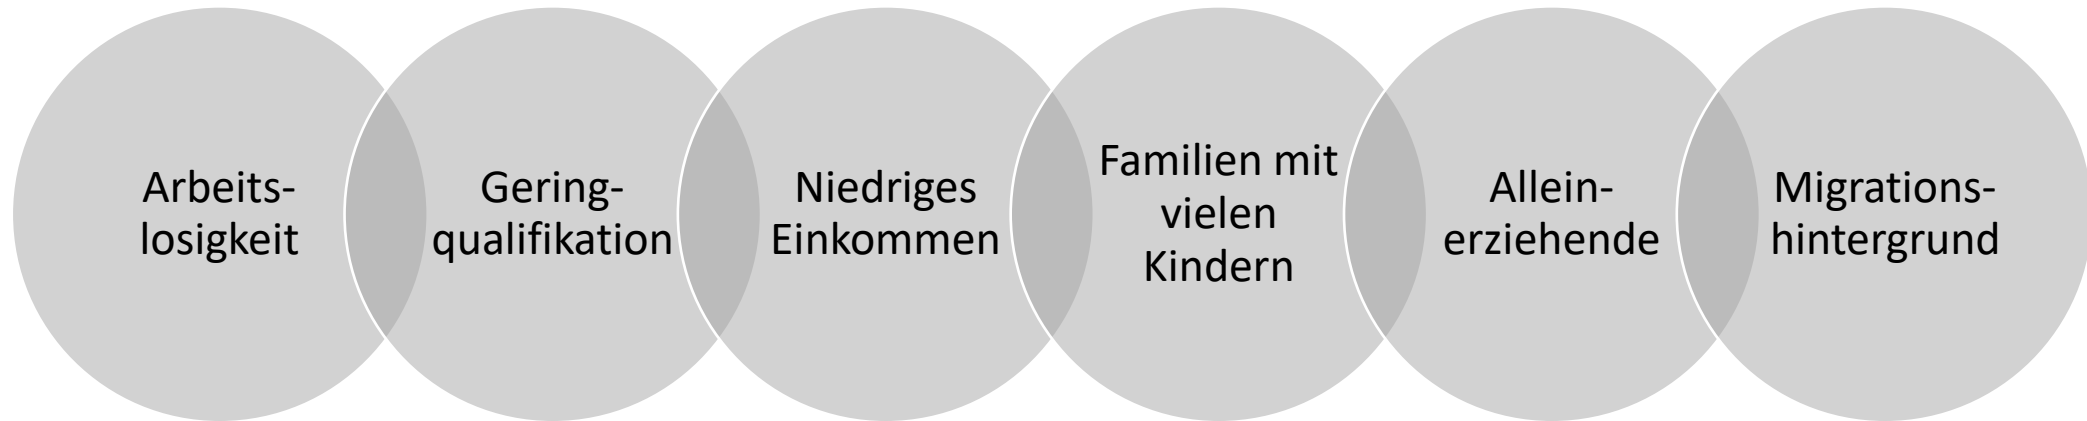 Arbeits-
losigkeit
Gering-
qualifikation
Niedriges
Einkommen
Familien mit
vielen
Kindern
Allein-
erziehende
Migrations-
hintergrund